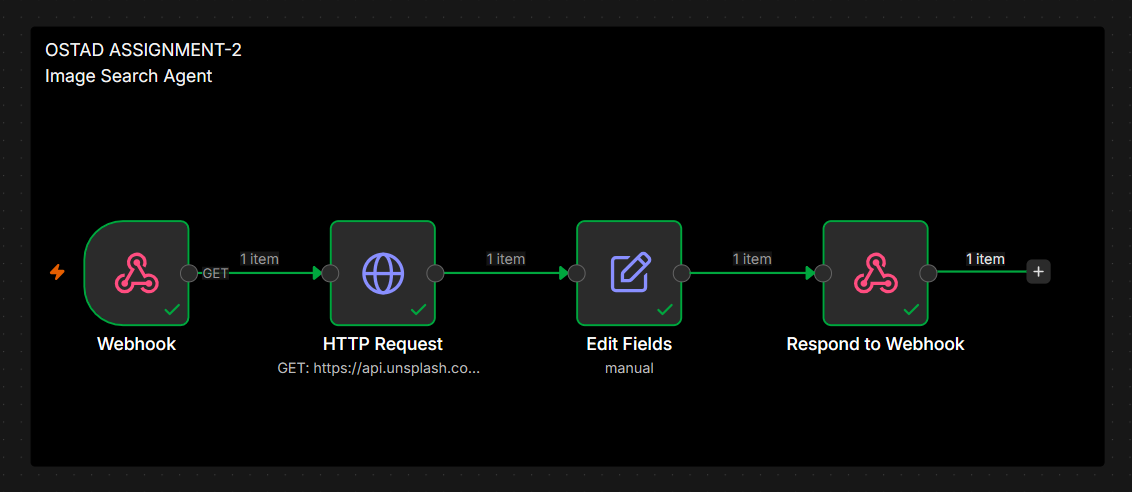 OSTAD ASSIGNMENT-2
Image Search Agent
GET
1 item
1 item
1 item
1 item
Webhook
HTTP Request
Edit Fields
Respond to Webhook
GET: https://api.unsplash.co...
manual